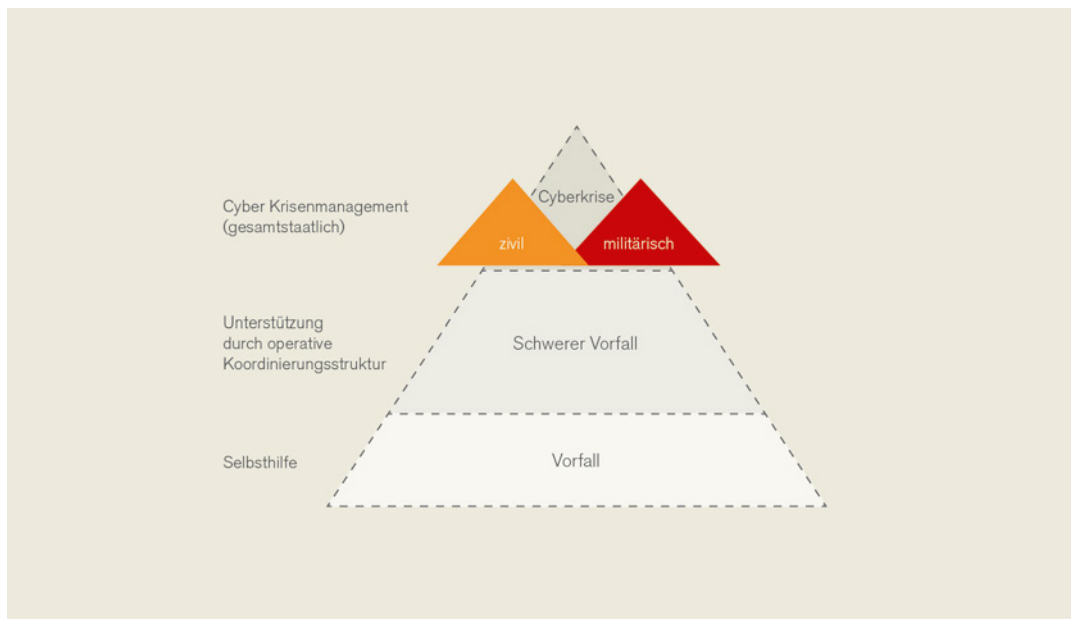 Cyberkrise
Cyber Krisenmanagement
(gesamtstaatlich)
zivil
militärisch
Unterstützung
durch operative
Koordinierungsstruktur
Schwerer Vorfall
Selbsthilfe
Vorfall